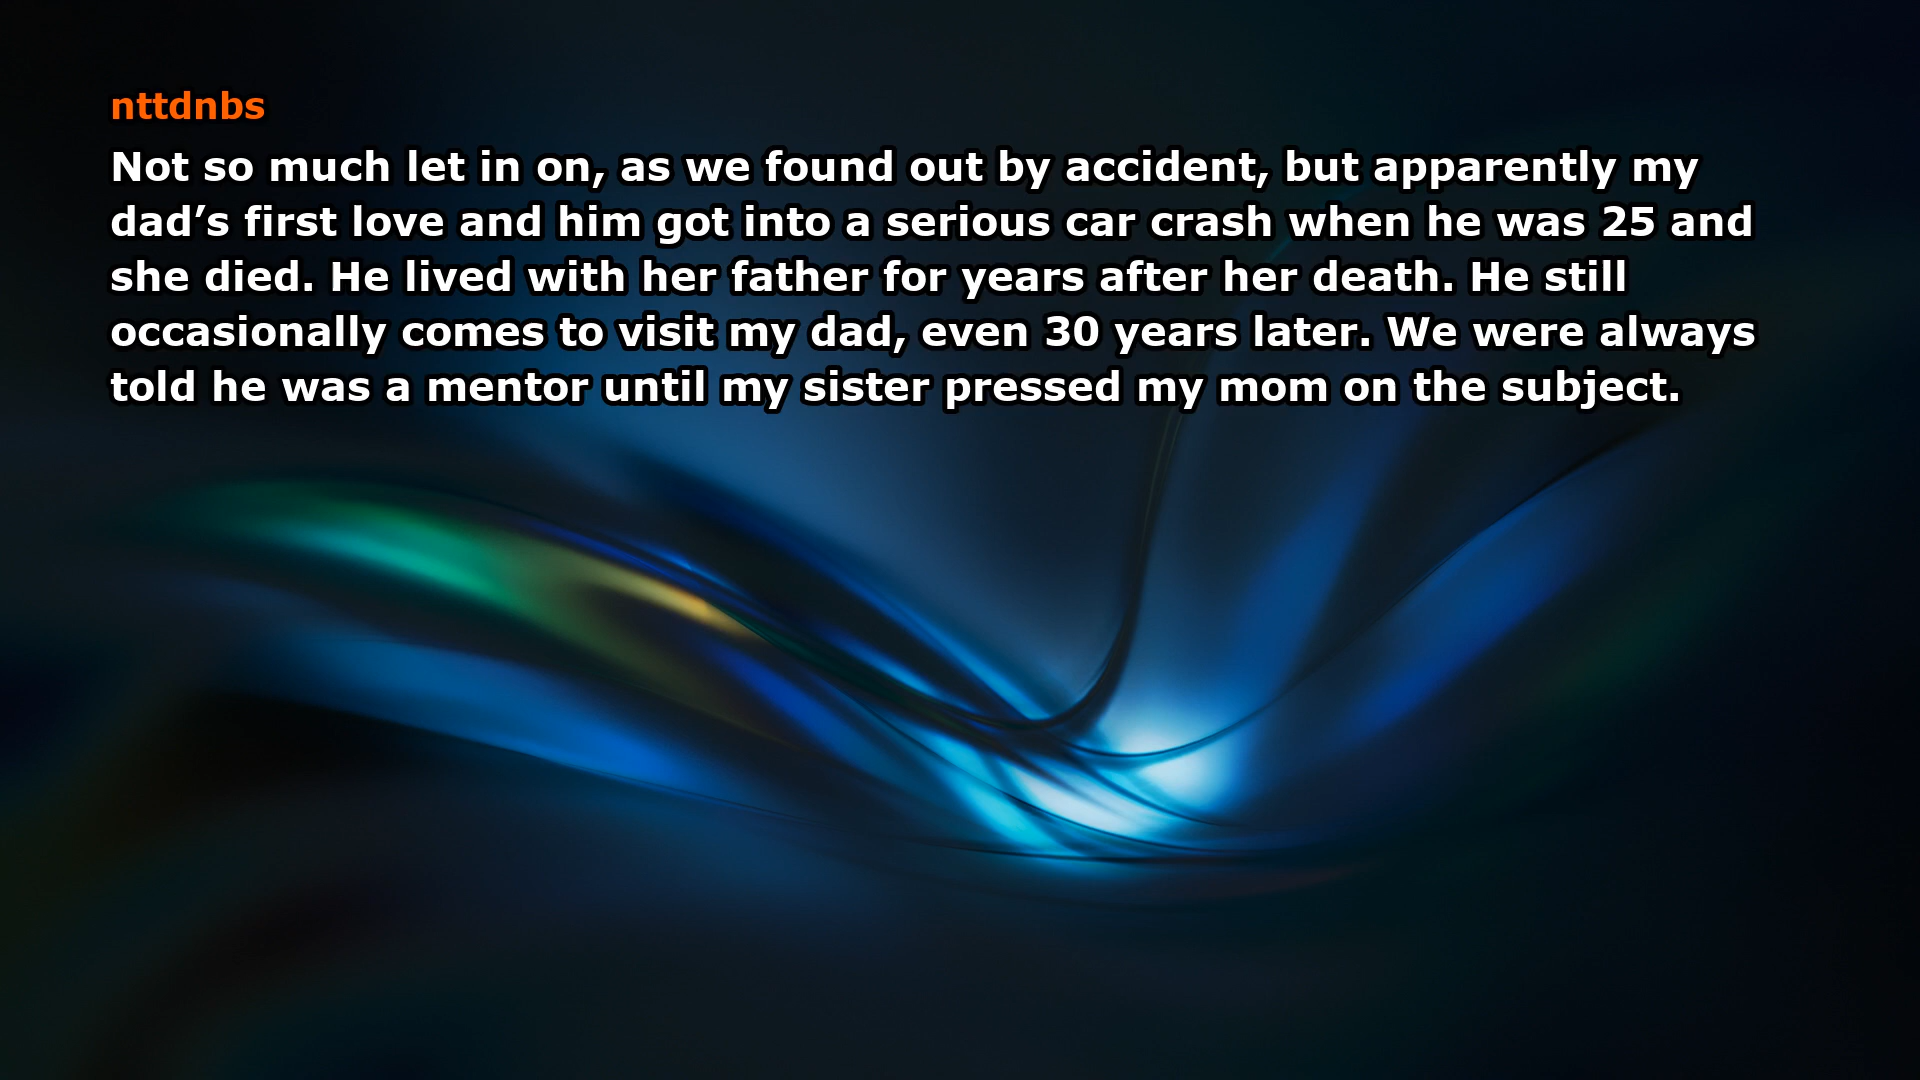 nttdnbs
Not so much let in on, as we found out by accident, but apparently my
dad’s first love and him got into a serious car crash when he was 25 and
she died. He lived with her father for years after her death. He still
occasionally comes to visit my dad, even 30 years later. We were always
told he was a mentor until my sister pressed my mom on the subject.